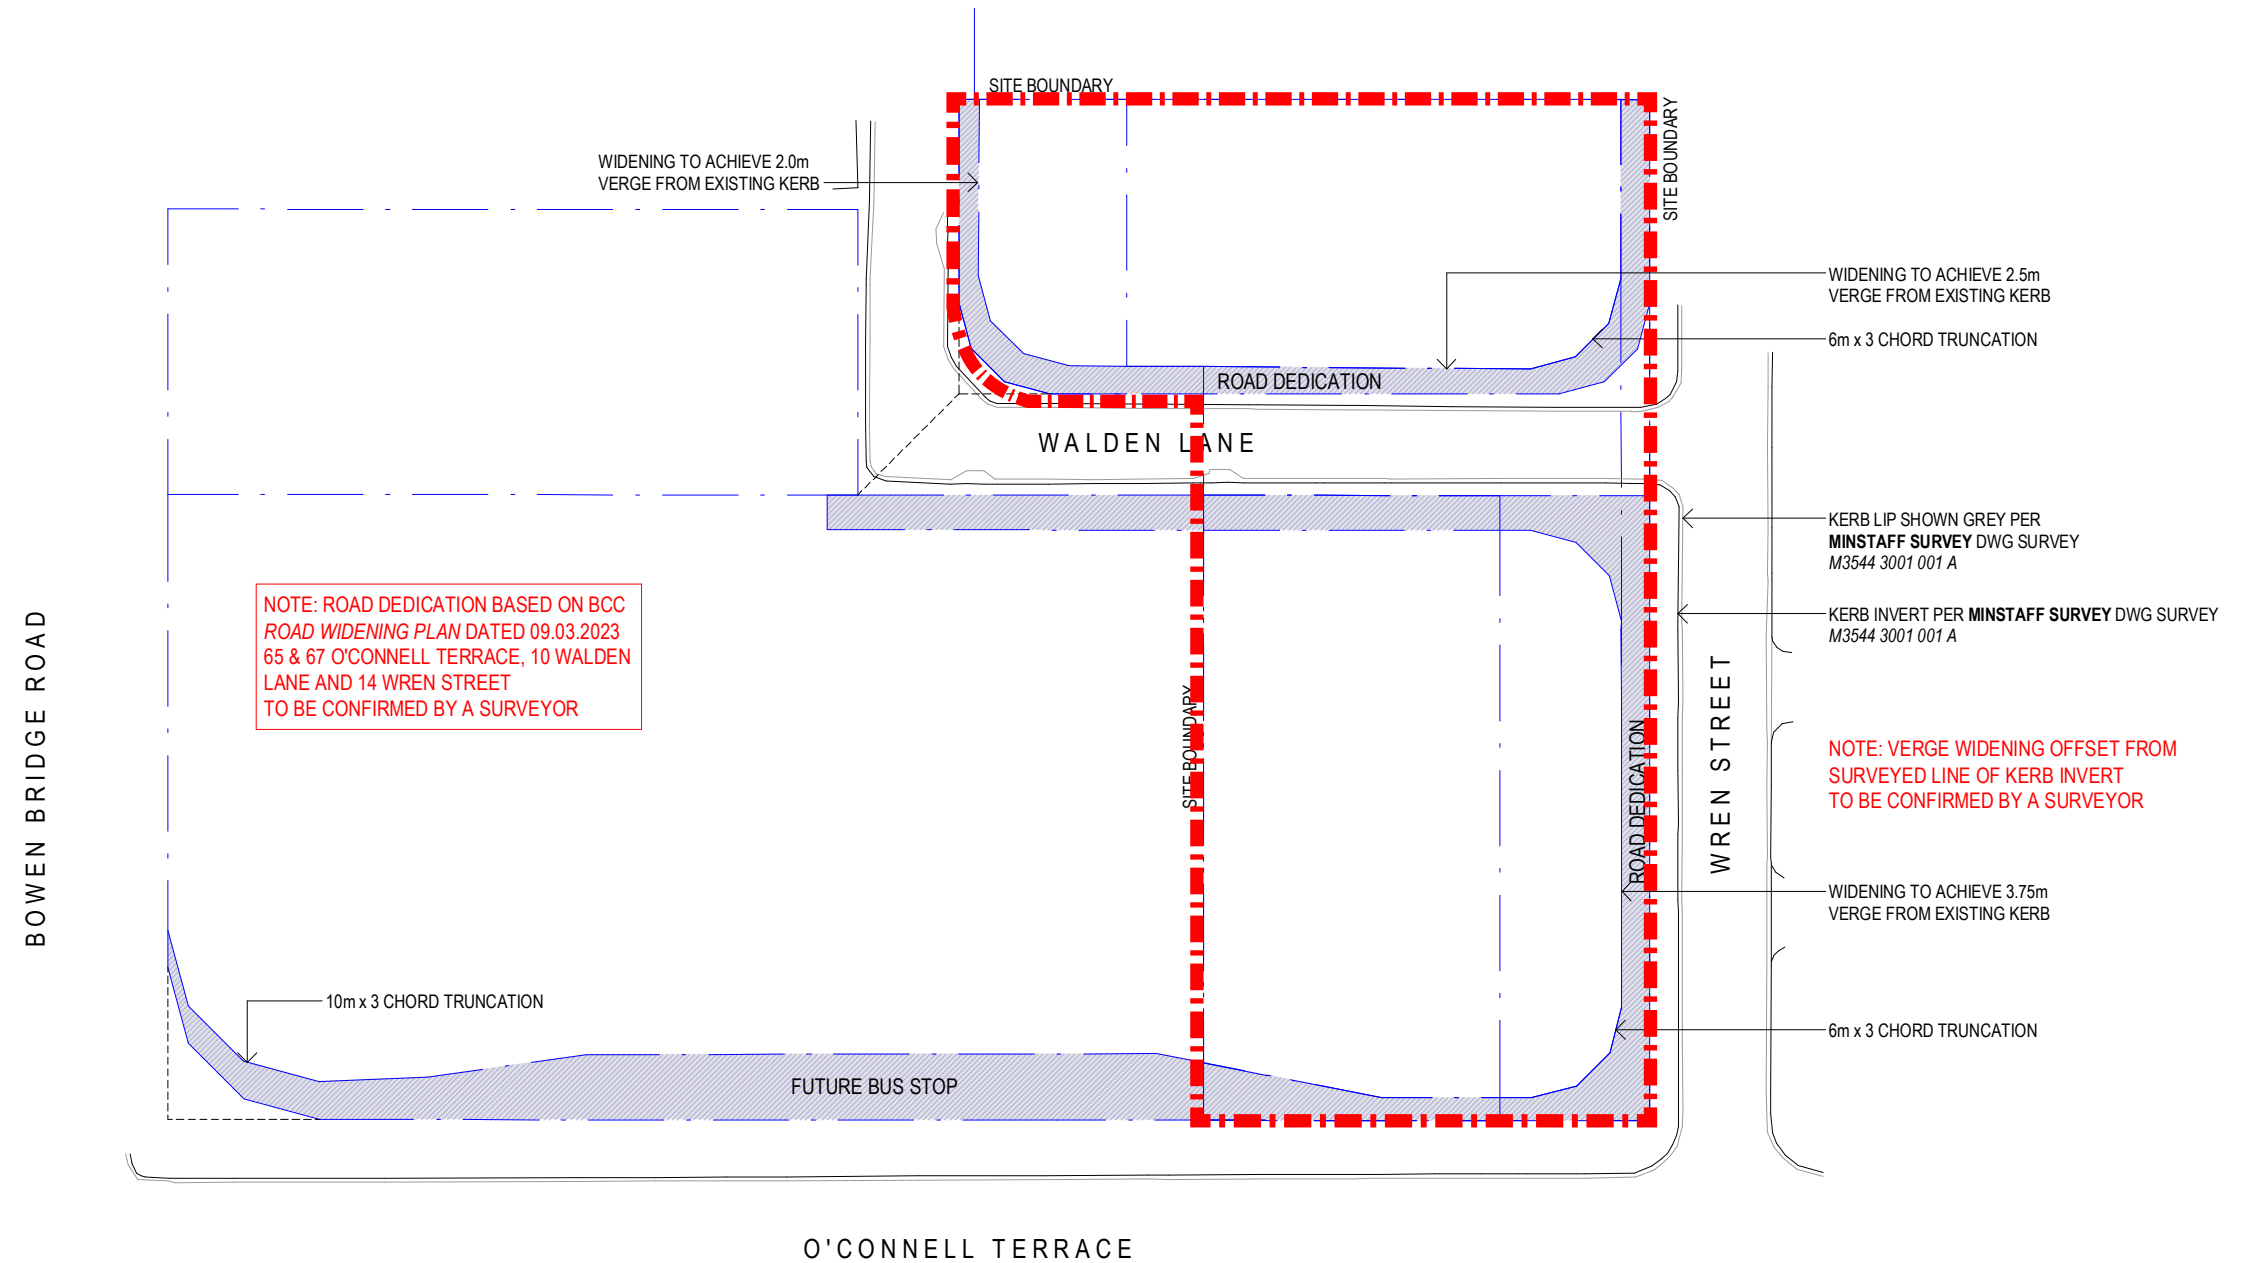 SITE BOUNDARY
SITE BOUNDARY
WIDENING TO ACHIEVE 2.0m
VERGE FROM EXISTING KERB
WIDENING TO ACHIEVE 2.5m
VERGE FROM EXISTING KERB
6m x 3 CHORD TRUNCATION
ROAD DEDICATION
WALDEN LANE
KERB LIP SHOWN GREY PER
MINSTAFF SURVEY DWG SURVEY
M3544 3001 001 A
KERB INVERT PER MINSTAFF SURVEY DWG SURVEY
M3544 3001 001 A
NOTE: ROAD DEDICATION BASED ON BCC
ROAD WIDENING PLAN DATED 09.03.2023
65 & 67 O'CONNELL TERRACE, 10 WALDEN
LANE AND 14 WREN STREET
TO BE CONFIRMED BY A SURVEYOR
BOWEN BRIDGE ROAD
SITE BOUNDARY
ROAD DEDICATION
WREN STREET
NOTE: VERGE WIDENING OFFSET FROM
SURVEYED LINE OF KERB INVERT
TO BE CONFIRMED BY A SURVEYOR
WIDENING TO ACHIEVE 3.75m
VERGE FROM EXISTING KERB
10m x 3 CHORD TRUNCATION
6m x 3 CHORD TRUNCATION
FUTURE BUS STOP
O'CONNELL TERRACE